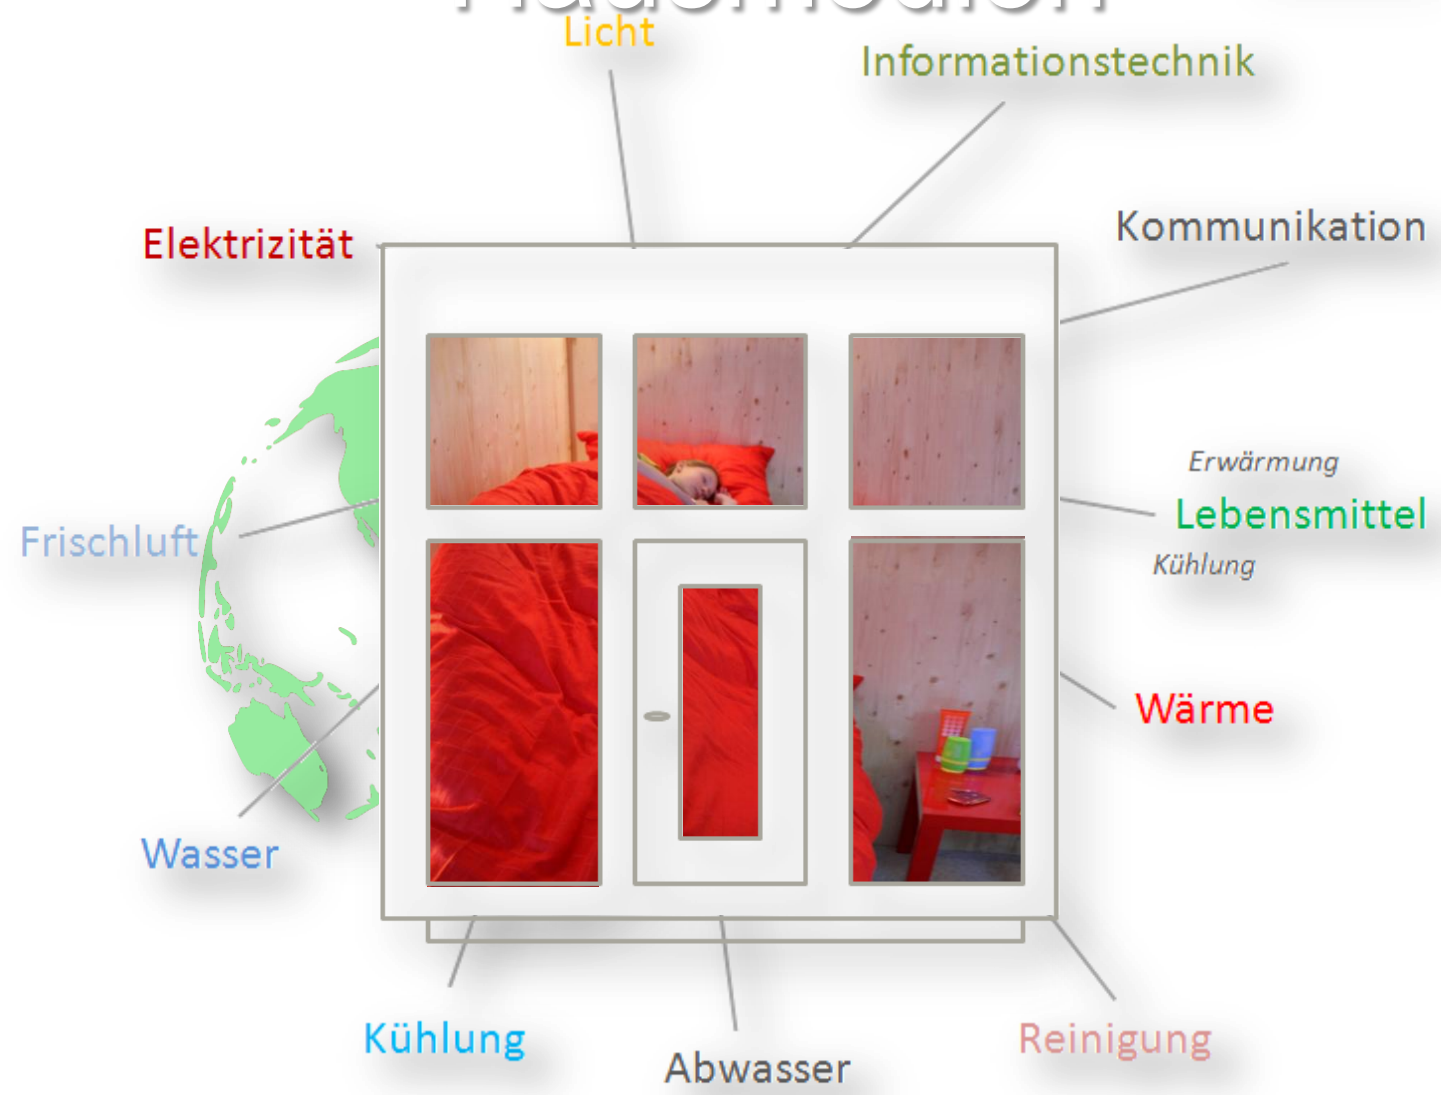 Licht
Informationstechnik
Kommunikation
Elektrizität
Erwärmung
Lebensmittel
Kühlung
Frischluft
Wärme
Wasser
Kühlung
Abwasser
Reinigung